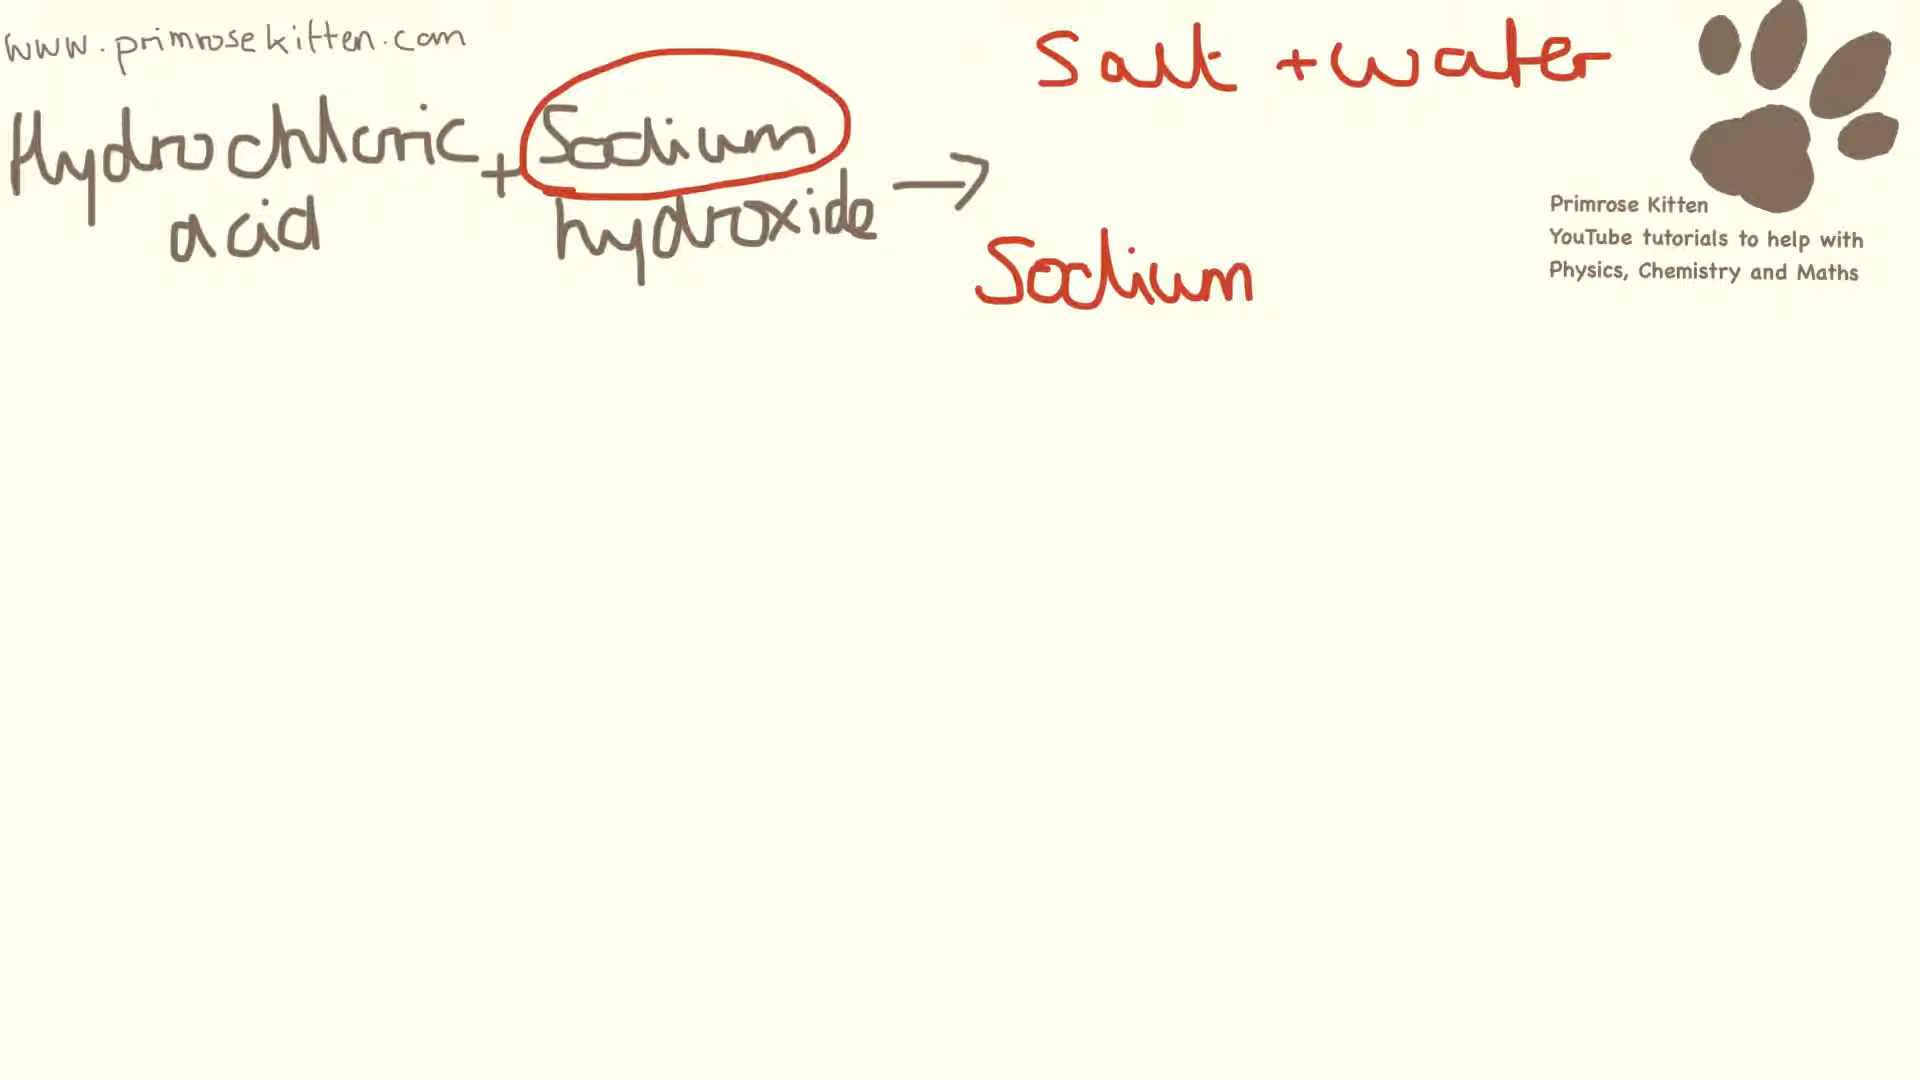 www.primrosekitten.com
Salt + water
Hydrochloric + Sodium →
acid hydroxide
Sodium
Primrose Kitten
YouTube tutorials to help with
Physics, Chemistry and Maths